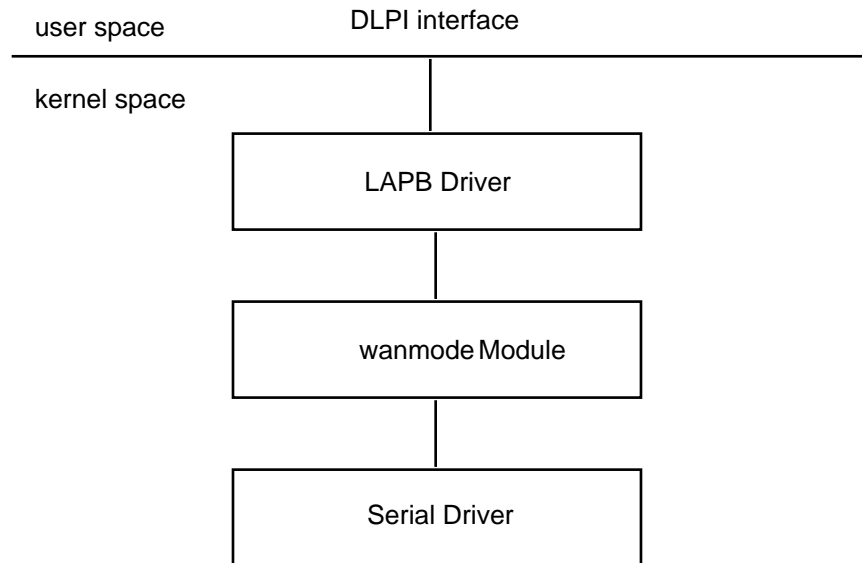 user space
DLPI interface
kernel space
LAPB Driver
wanmode Module
Serial Driver